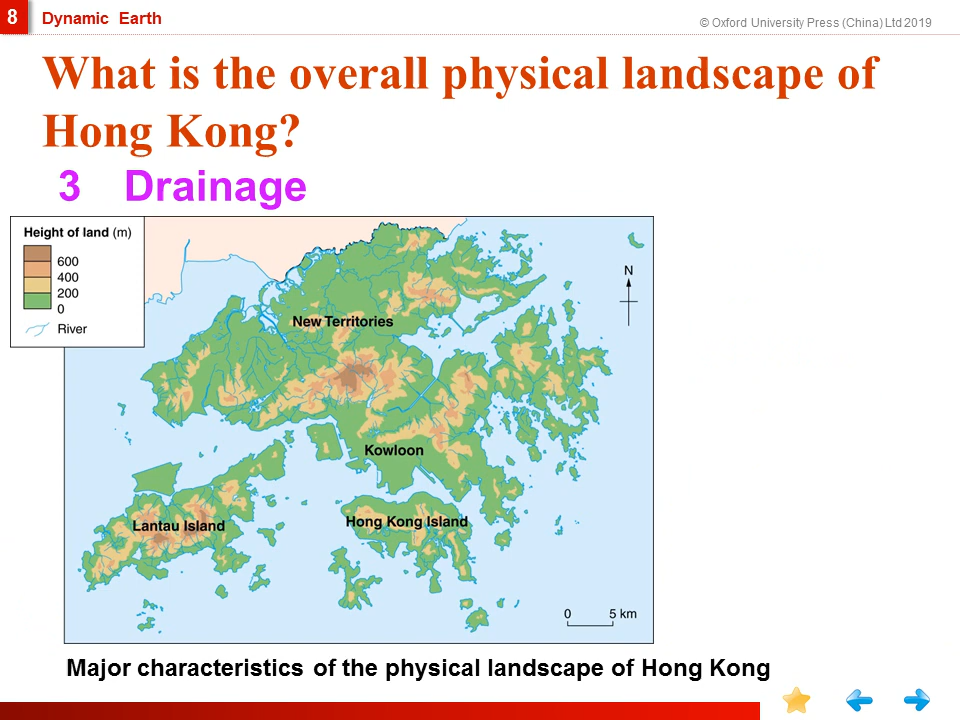 8
Dynamic Earth
© Oxford University Press (China) Ltd 2019
What is the overall physical landscape of
Hong Kong?
3 Drainage
Height of land (m)
600
400
200
0
River
N
New Territories
Kowloon
Lantau Island
Hong Kong Island
0 5 km
Major characteristics of the physical landscape of Hong Kong